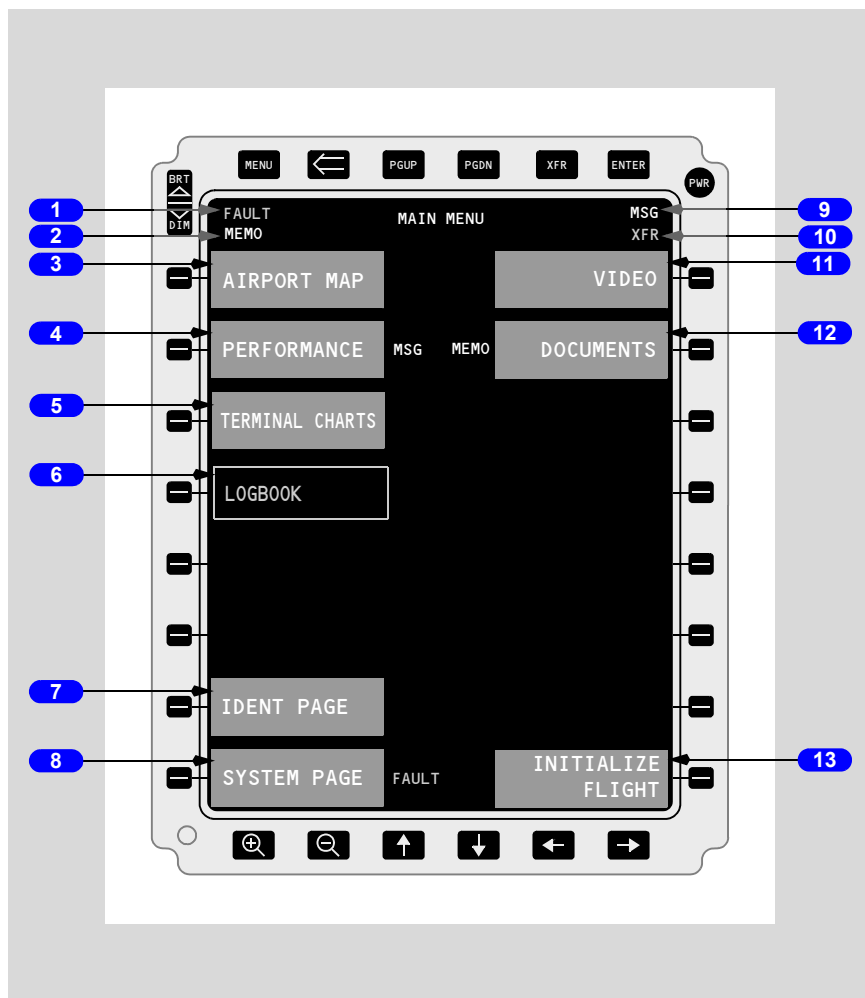 MENU PGUP PGDN XFR ENTER
BRT
PWR
DIM
1 FAULT MAIN MENU MSG 9
2 MEMO XFR 10
3 AIRPORT MAP VIDEO 11
4 PERFORMANCE MSG MEMO DOCUMENTS 12
5 TERMINAL CHARTS
6 LOGBOOK
7 IDENT PAGE
8 SYSTEM PAGE FAULT INITIALIZE 13
FLIGHT